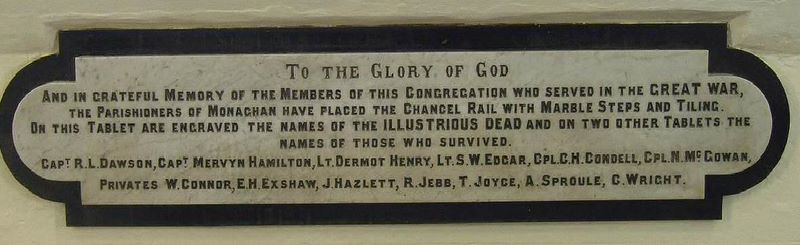 TO THE GLORY OF GOD
AND IN GRATEFUL MEMORY OF THE MEMBERS OF THIS CONGREGATION WHO SERVED IN THE GREAT WAR,
THE PARISHIONERS OF MONAGHAN HAVE PLACED THE CHANCEL RAIL WITH MARBLE STEPS AND TILING.
ON THIS TABLET ARE ENGRAVED THE NAMES OF THE ILLUSTRIOUS DEAD AND ON TWO OTHER TABLETS THE
NAMES OF THOSE WHO SURVIVED.
CAPT R.L. DAWSON, CAPT MERVYN HAMILTON, LT. DERMOT HENRY, LT. S.W. EDGAR, CPL. C.H. CONDELL, CPL. N. MCGOWAN,
PRIVATES W. CONNOR, E.H. EXSHAW, J. HAZLETT, R. JEBB, T. JOYCE, A. SPROULE, C. WRIGHT.